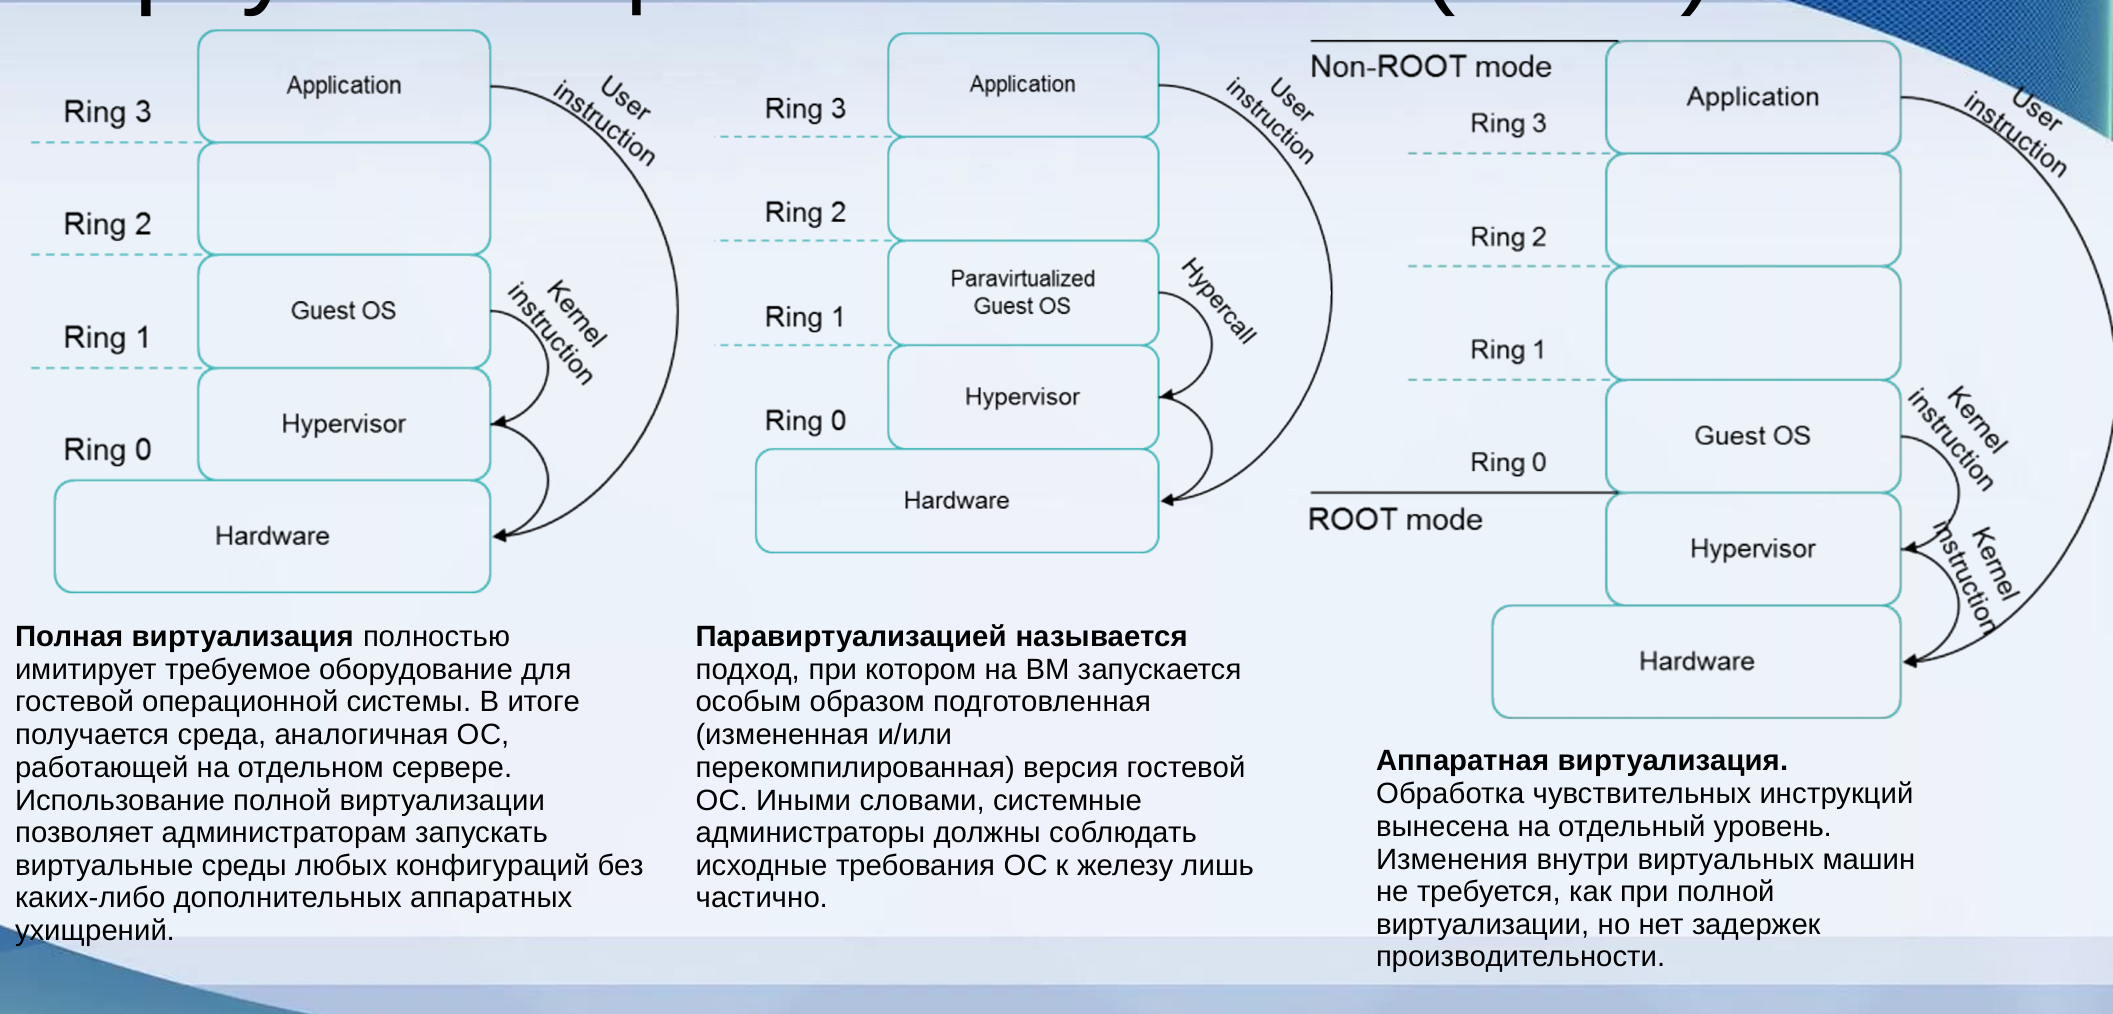 Application
User
instruction
Ring 3
Ring 2
Guest OS
Kernel
instruction
Ring 1
Hypervisor
Ring 0
Hardware
Полная виртуализация полностью
имитирует требуемое оборудование для
гостевой операционной системы. В итоге
получается среда, аналогичная ОС,
работающей на отдельном сервере.
Использование полной виртуализации
позволяет администраторам запускать
виртуальные среды любых конфигураций без
каких-либо дополнительных аппаратных
ухищрений.
Application
User
instruction
Ring 3
Ring 2
Paravirtualized
Guest OS
Hypercall
Ring 1
Hypervisor
Ring 0
Hardware
Паравиртуализацией называется
подход, при котором на ВМ запускается
особым образом подготовленная
(измененная и/или
перекомпилированная) версия гостевой
ОС. Иными словами, системные
администраторы должны соблюдать
исходные требования ОС к железу лишь
частично.
Non-ROOT mode
Application
User
instruction
Ring 3
Ring 2
Ring 1
Guest OS
Kernel
instruction
Ring 0
ROOT mode
Hypervisor
Kernel
instruction
Hardware
Аппаратная виртуализация.
Обработка чувствительных инструкций
вынесена на отдельный уровень.
Изменения внутри виртуальных машин
не требуется, как при полной
виртуализации, но нет задержек
производительности.